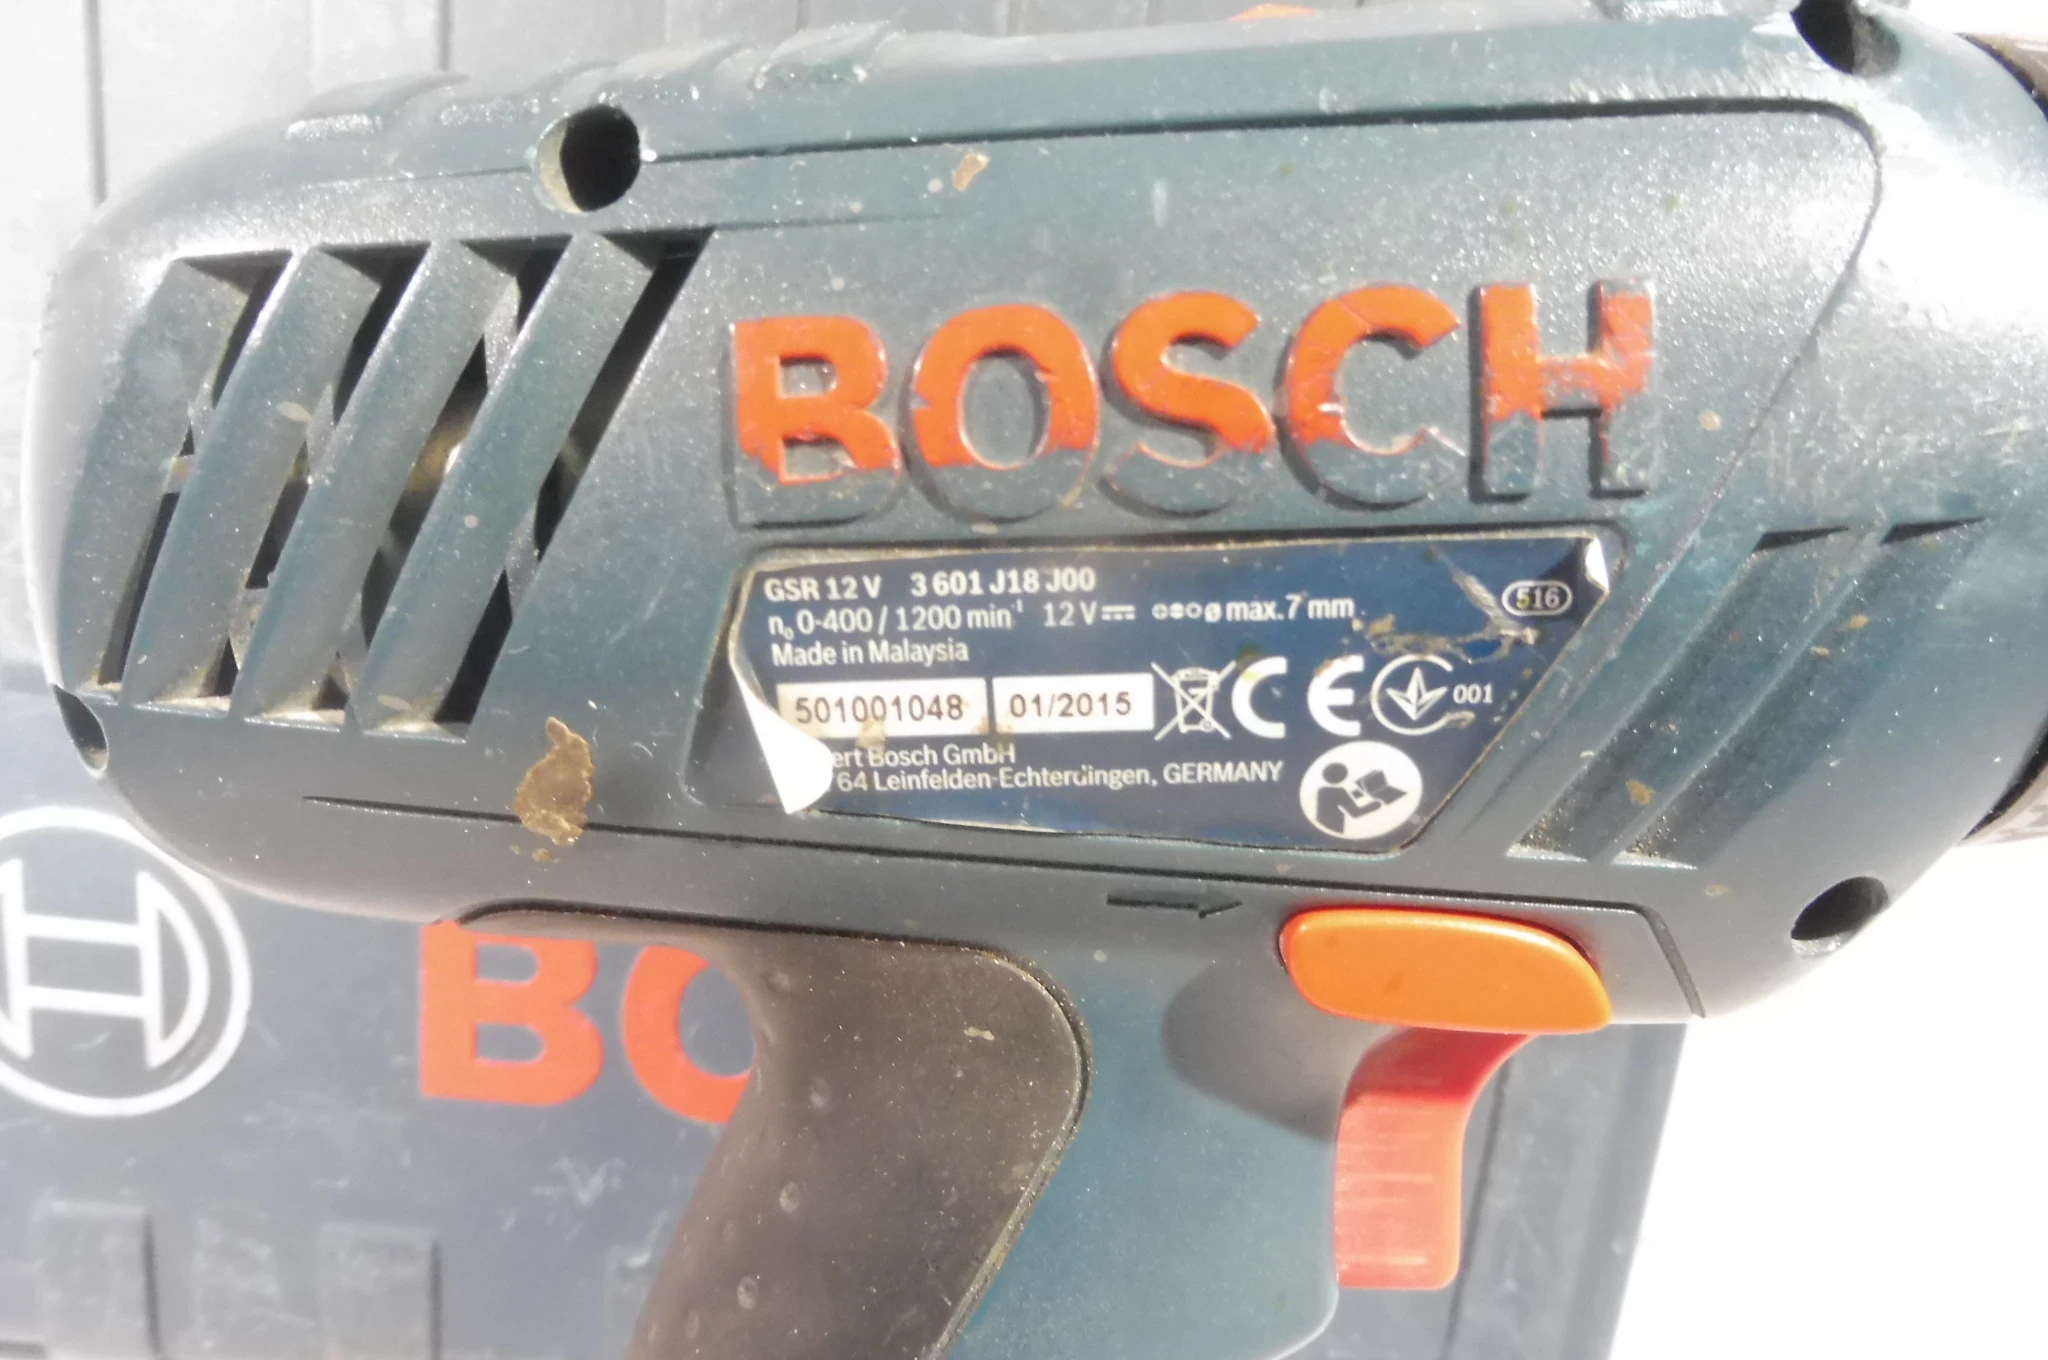 BOSCH
GSR 12 V 3 601 J18 J00
516
n₀ 0-400 / 1200 min⁻¹ 12 V⎓ ø max. 7 mm
Made in Malaysia
501001048 01/2015 CE 001
ert Bosch GmbH
64 Leinfelden-Echterdingen, GERMANY
BO